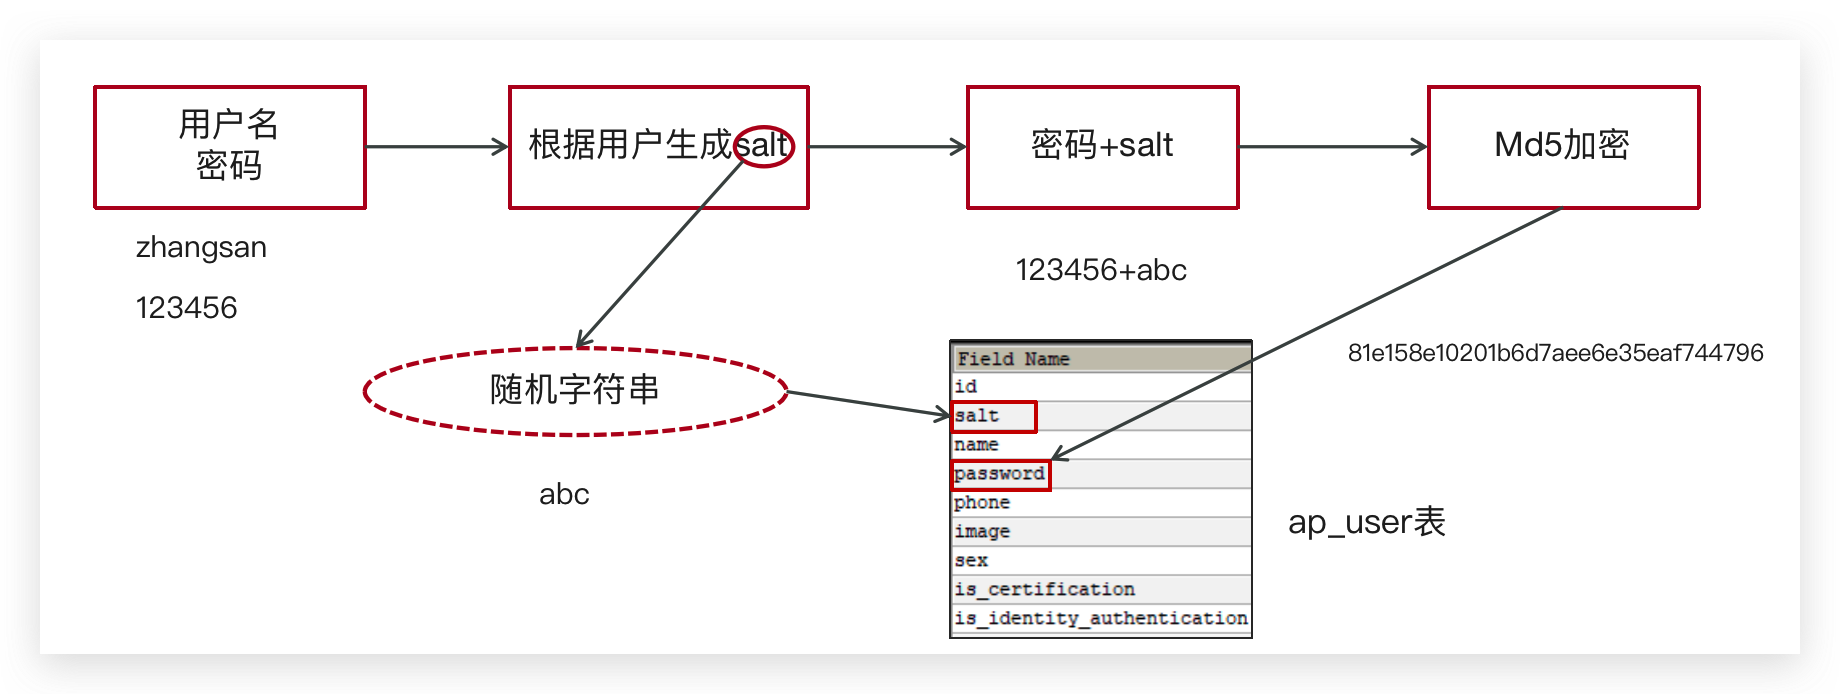 用户名
密码
根据用户生成salt
密码+salt
Md5加密
zhangsan
123456
123456+abc
81e158e10201b6d7aee6e35eaf744796
随机字符串
abc
Field Name
id
salt
name
password
phone
image
sex
is_certification
is_identity_authentication
ap_user表